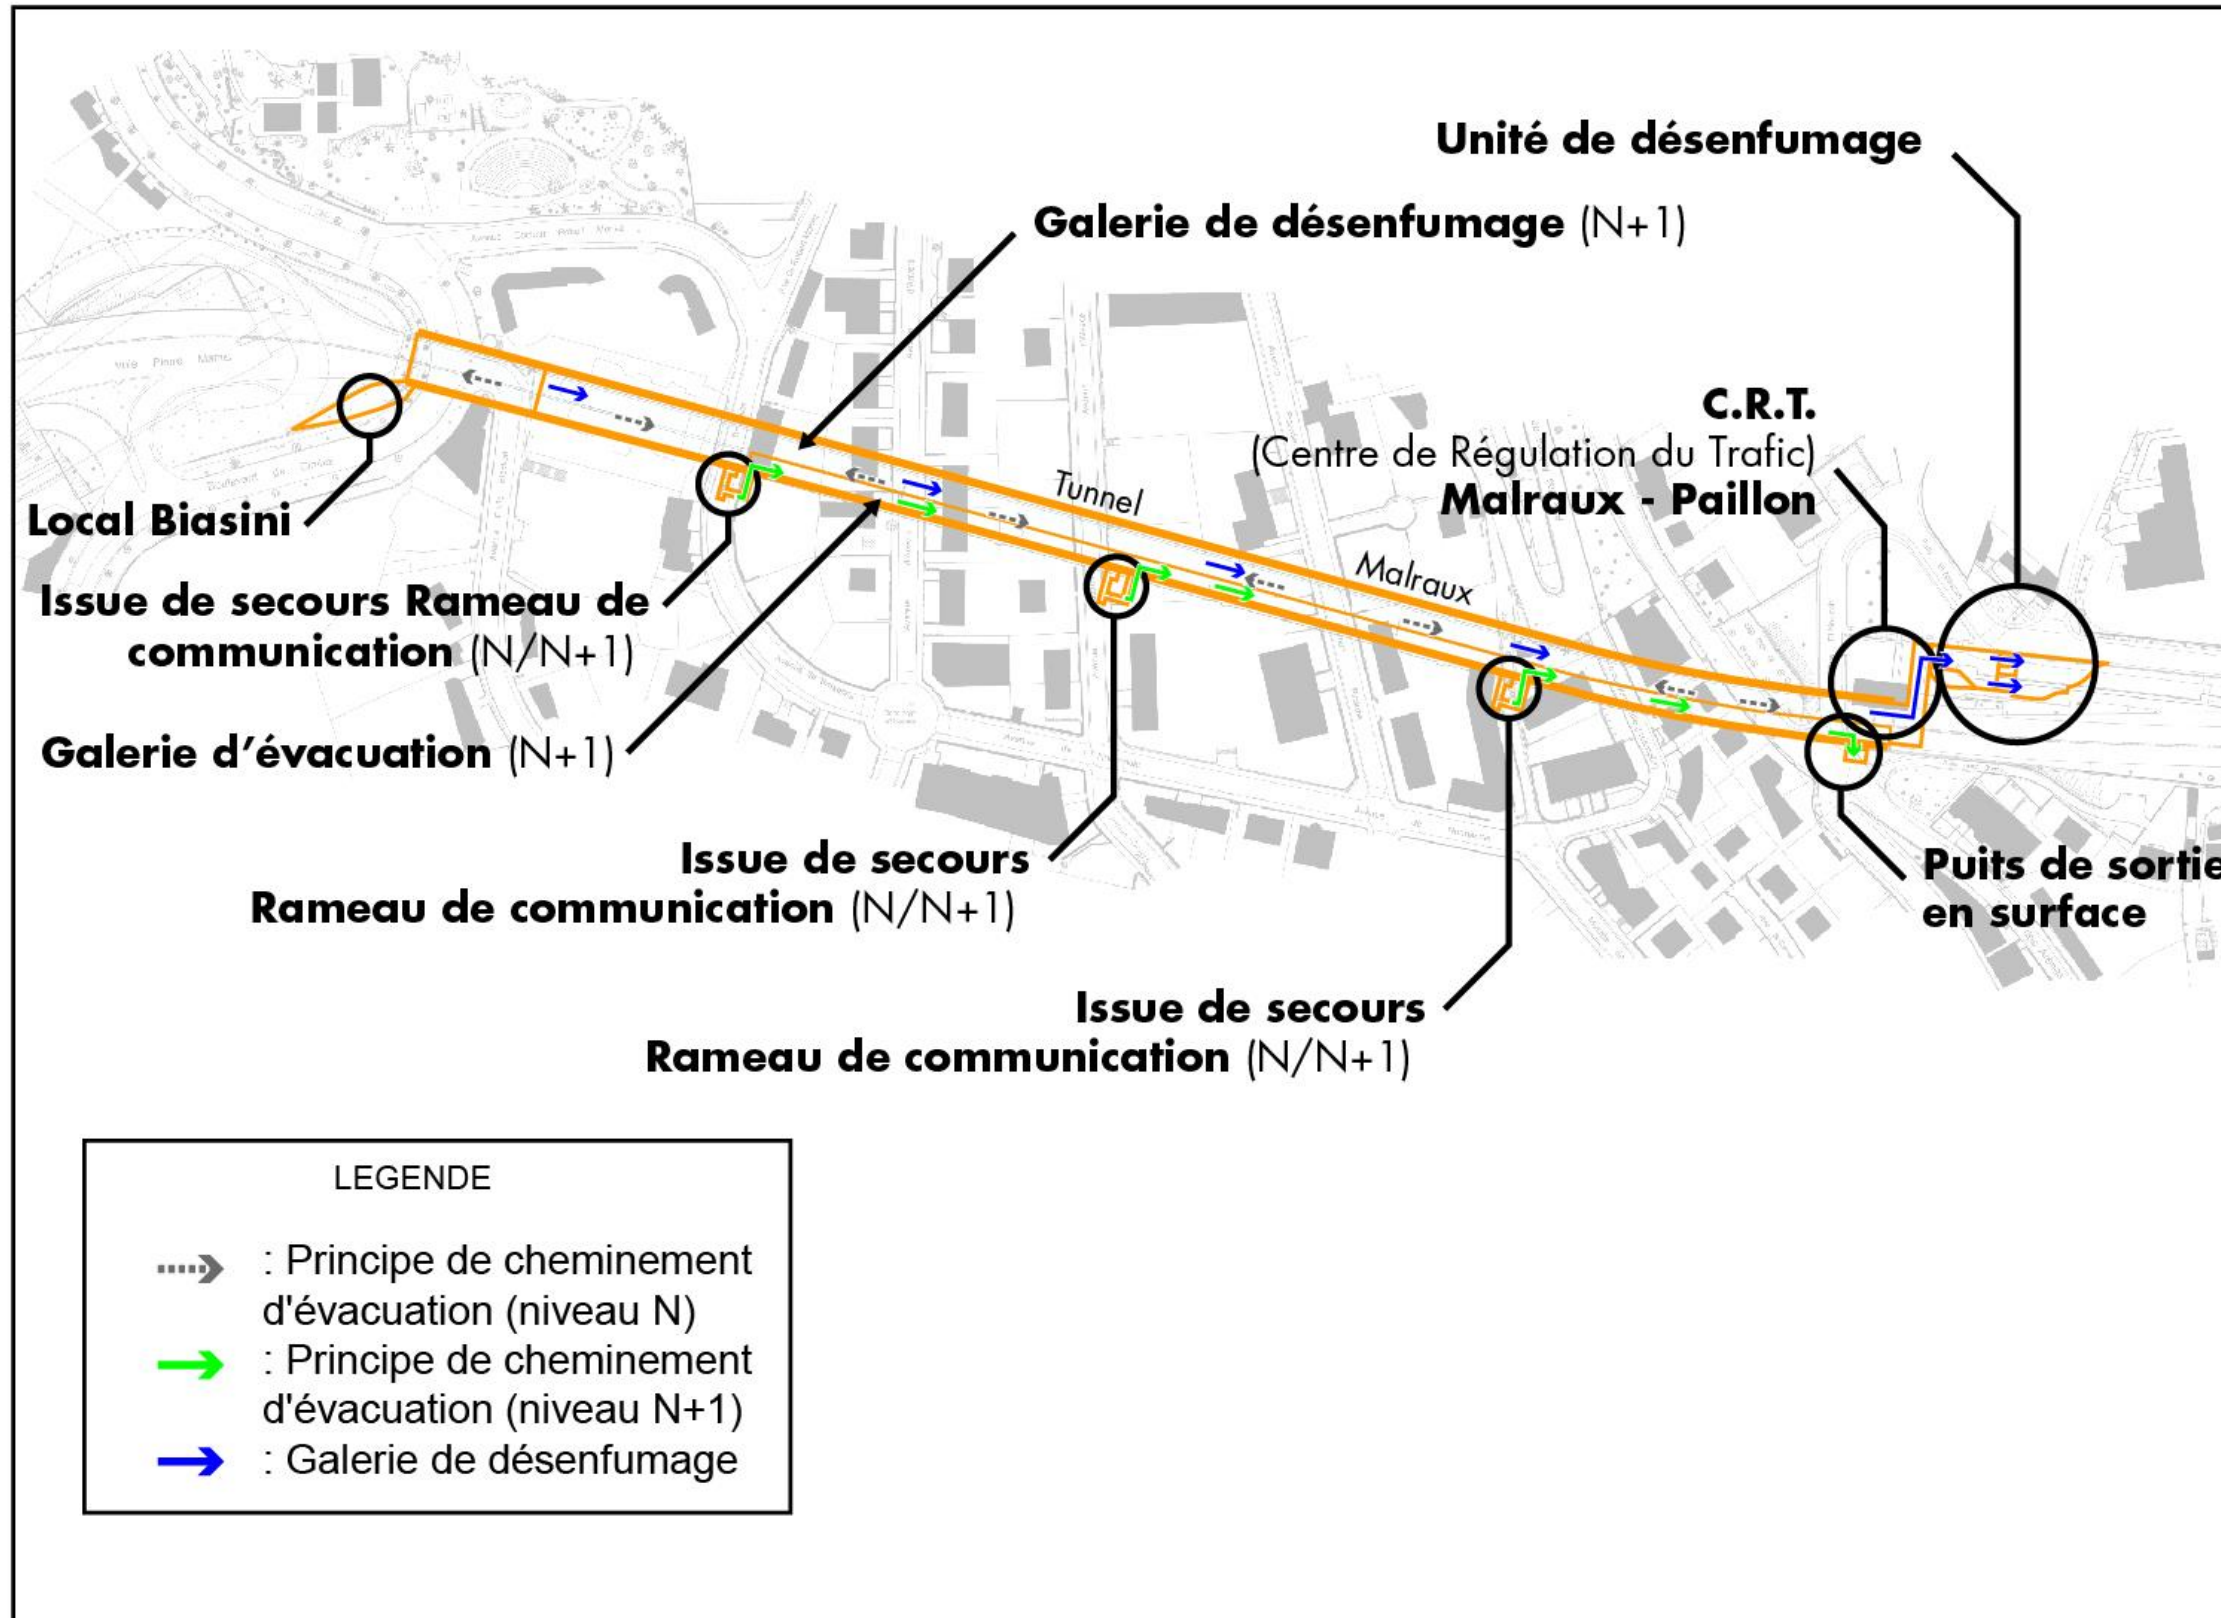 Unité de désenfumage
Galerie de désenfumage (N+1)
C.R.T.
(Centre de Régulation du Trafic)
Malraux - Paillon
Tunnel
Malraux
Local Biasini
Issue de secours Rameau de
communication (N/N+1)
Galerie d’évacuation (N+1)
Issue de secours
Rameau de communication (N/N+1)
Puits de sortie
en surface
Issue de secours
Rameau de communication (N/N+1)
LEGENDE
: Principe de cheminement
d'évacuation (niveau N)
: Principe de cheminement
d'évacuation (niveau N+1)
: Galerie de désenfumage